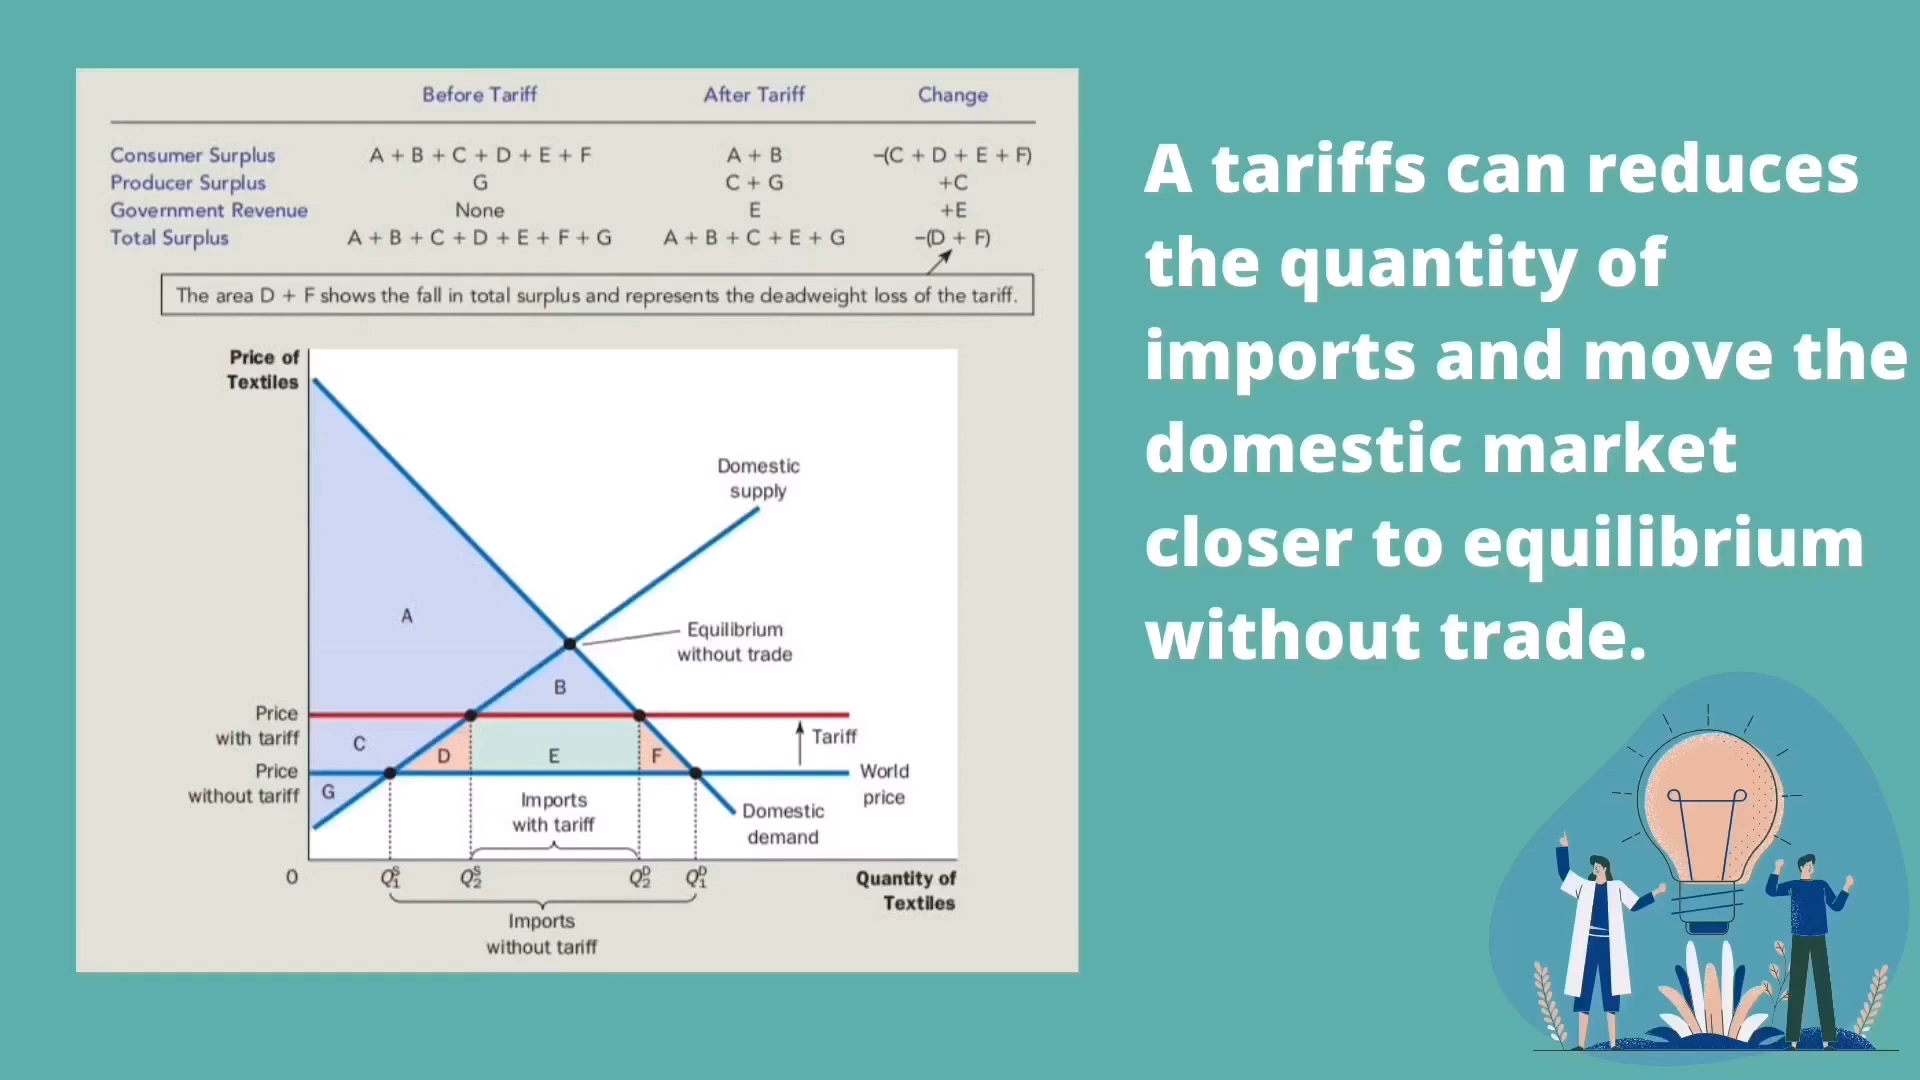 Before Tariff After Tariff Change
Consumer Surplus A + B + C + D + E + F A + B –(C + D + E + F)
Producer Surplus G C + G +C
Government Revenue None E +E
Total Surplus A + B + C + D + E + F + G A + B + C + E + G –(D + F)
The area D + F shows the fall in total surplus and represents the deadweight loss of the tariff.
Price of
Textiles
Domestic
supply
A
Equilibrium
without trade
B
Price
with tariff
C
D
E
F
Tariff
Price
without tariff
G
World
price
Imports
with tariff
Domestic
demand
0
Q₁ˢ Q₂ˢ Q₂ᴰ Q₁ᴰ
Quantity of
Textiles
Imports
without tariff
A tariffs can reduces
the quantity of
imports and move the
domestic market
closer to equilibrium
without trade.